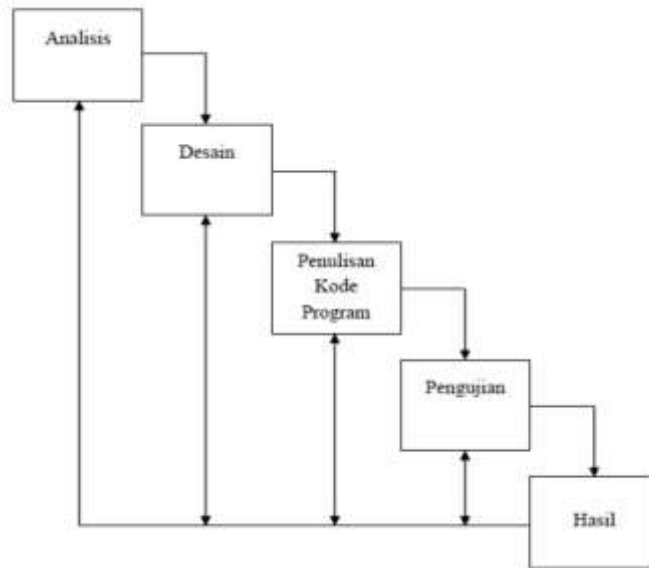 Analisis
Desain
Penulisan
Kode
Program
Pengujian
Hasil